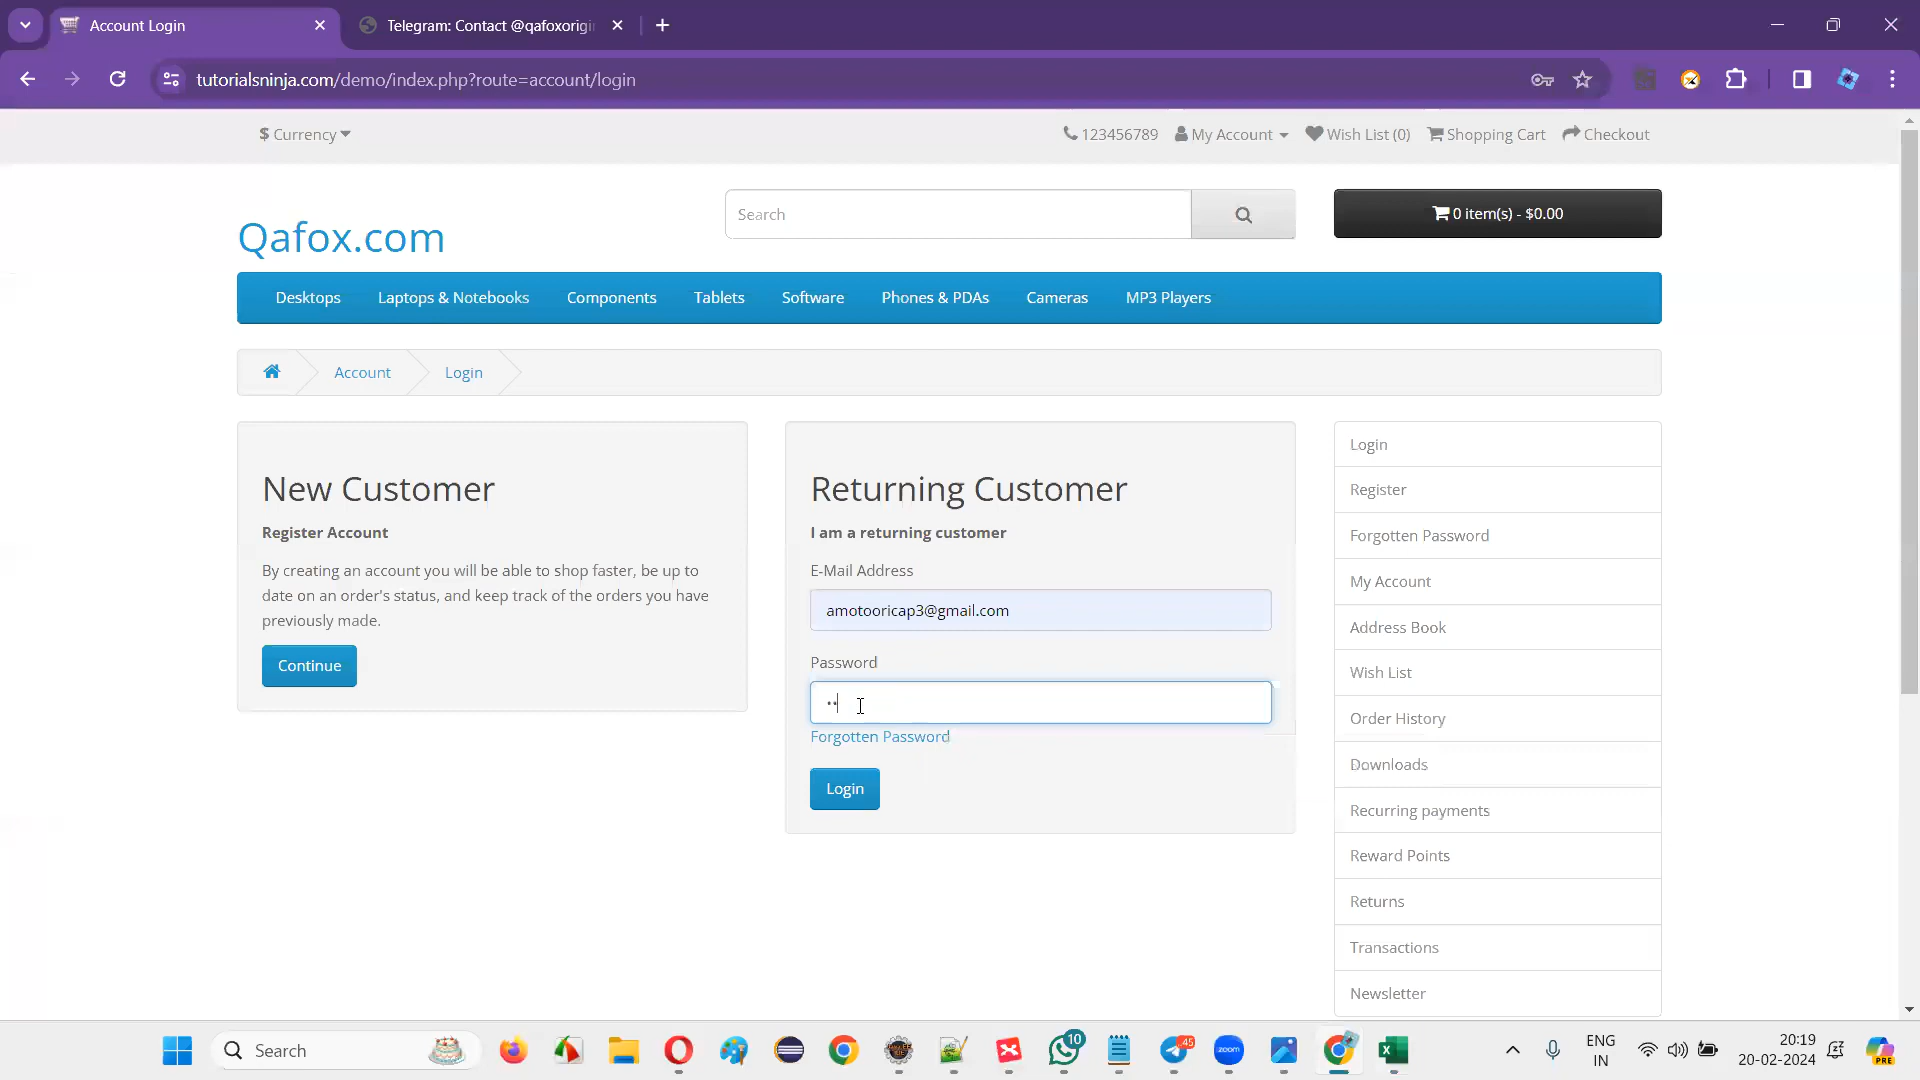 Account Login
Telegram: Contact @qafoxorigi
tutorialsninja.com/demo/index.php?route=account/login
$ Currency
123456789
My Account
Wish List (0)
Shopping Cart
Checkout
Qafox.com
Search
0 item(s) - $0.00
Desktops
Laptops & Notebooks
Components
Tablets
Software
Phones & PDAs
Cameras
MP3 Players
Account
Login
New Customer
Register Account
By creating an account you will be able to shop faster, be up to
date on an order's status, and keep track of the orders you have
previously made.
Continue
Returning Customer
I am a returning customer
E-Mail Address
amotooricap3@gmail.com
Password
Forgotten Password
Login
Login
Register
Forgotten Password
My Account
Address Book
Wish List
Order History
Downloads
Recurring payments
Reward Points
Returns
Transactions
Newsletter
Search
10
45
zoom
ENG
IN
20:19
20-02-2024
PRE